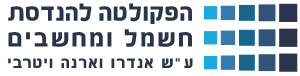 הפקולטה להנדסת
חשמל ומחשבים
ע״ש אנדרו וארנה ויטרבי